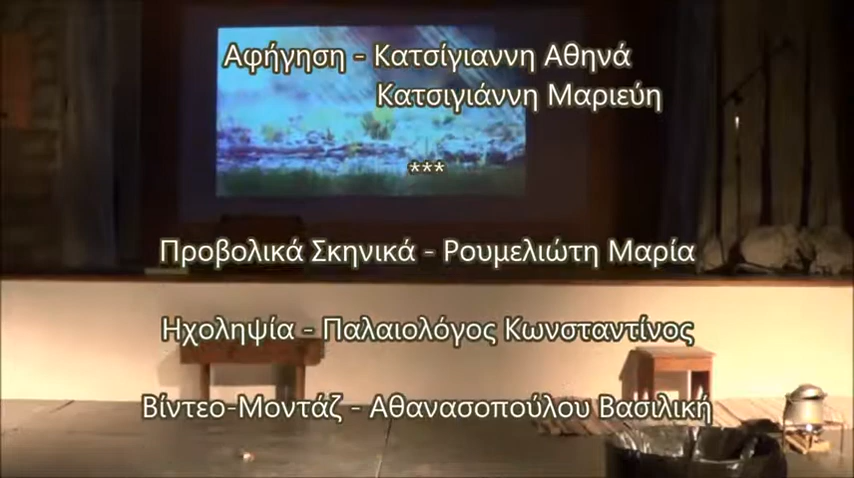 Αφήγηση - Κατσίγιαννη Αθηνά
Κατσιγιάννη Μαριεύη
***
Προβολικά Σκηνικά - Ρουμελιώτη Μαρία
Ηχοληψία - Παλαιολόγος Κωνσταντίνος
Βίντεο-Μοντάζ - Αθανασοπούλου Βασιλική